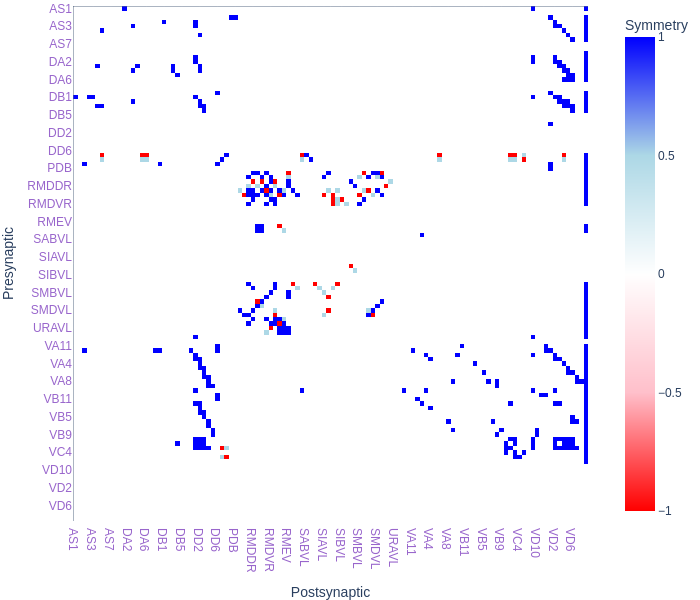 Symmetry
1
0.5
0
−0.5
−1
Presynaptic
AS1
AS3
AS7
DA2
DA6
DB1
DB5
DD2
DD6
PDB
RMDDR
RMDVR
RMEV
SABVL
SIAVL
SIBVL
SMBVL
SMDVL
URAVL
VA11
VA4
VA8
VB11
VB5
VB9
VC4
VD10
VD2
VD6
AS1
AS3
AS7
DA2
DA6
DB1
DB5
DD2
DD6
PDB
RMDDR
RMDVR
RMEV
SABVL
SIAVL
SIBVL
SMBVL
SMDVL
URAVL
VA11
VA4
VA8
VB11
VB5
VB9
VC4
VD10
VD2
VD6
Postsynaptic